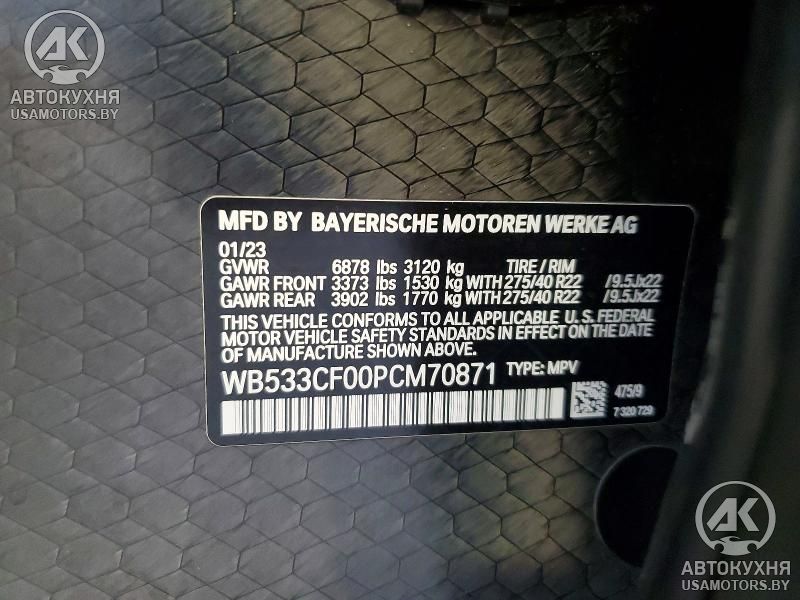 AK
АВТОКУХНЯ
USAMOTORS.BY
MFD BY BAYERISCHE MOTOREN WERKE AG
01/23
GVWR 6878 lbs 3120 kg TIRE / RIM
GAWR FRONT 3373 lbs 1530 kg WITH 275/40 R22 /9.5Jx22
GAWR REAR 3902 lbs 1770 kg WITH 275/40 R22 /9.5Jx22
THIS VEHICLE CONFORMS TO ALL APPLICABLE U. S. FEDERAL
MOTOR VEHICLE SAFETY STANDARDS IN EFFECT ON THE DATE
OF MANUFACTURE SHOWN ABOVE.
WB533CF00PCM70871 TYPE: MPV
475/9
7 320 729
AK
АВТОКУХНЯ
USAMOTORS.BY